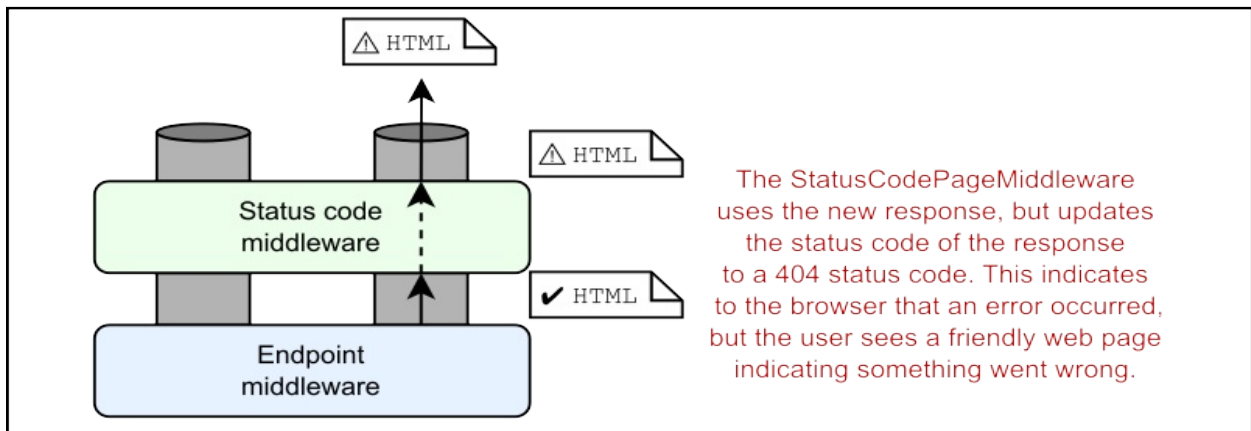 ⚠ HTML
⚠ HTML
Status code
middleware
✔ HTML
Endpoint
middleware
The StatusCodePageMiddleware
uses the new response, but updates
the status code of the response
to a 404 status code. This indicates
to the browser that an error occurred,
but the user sees a friendly web page
indicating something went wrong.